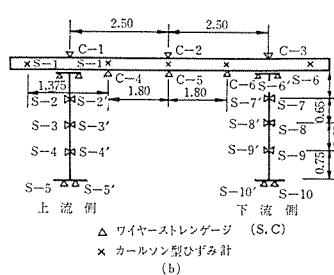 2.50 2.50
C-1 C-2 C-3
S-1 S-1' S-6' S-6
1.375 C-4 C-5 C-6
1.80 1.80
S-2 S-2' S-7' S-7
0.65
S-3 S-3' S-8' S-8
S-4 S-4' S-9' S-9
0.75
S-5 S-5' S-10' S-10
上流側 下流側
△ ワイヤーストレンゲージ (S,C)
× カールソン型ひずみ計
(b)